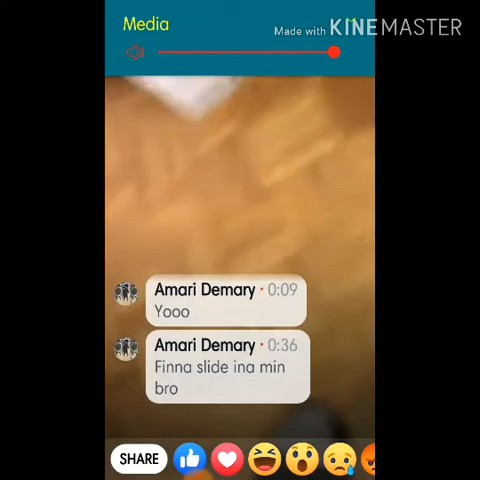 Media
Made with KINEMASTER
Amari Demary · 0:09
Yooo
Amari Demary · 0:36
Finna slide ina min
bro
SHARE